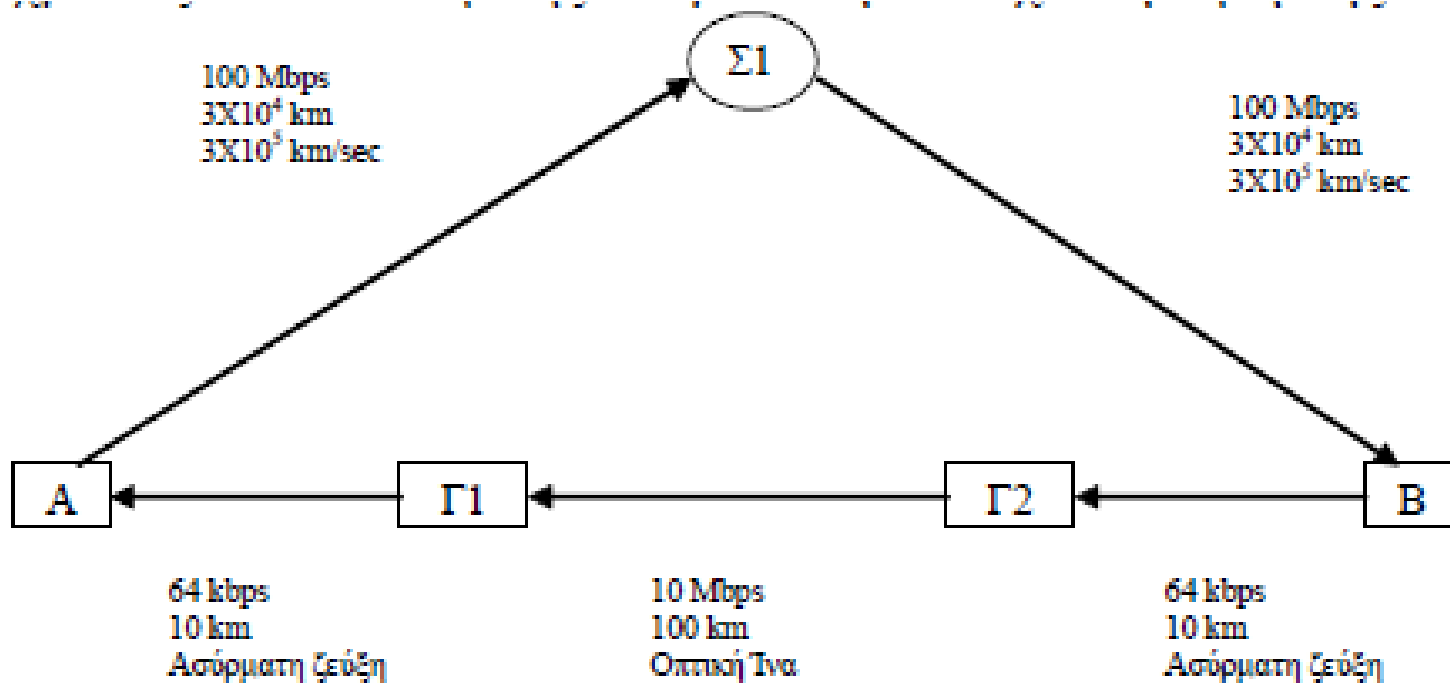 Σ1
100 Mbps
3X10⁴ km
3X10⁵ km/sec
100 Mbps
3X10⁴ km
3X10⁵ km/sec
A
Γ1
Γ2
B
64 kbps
10 km
Ασύρματη ζεύξη
10 Mbps
100 km
Οπτική Ίνα
64 kbps
10 km
Ασύρματη ζεύξη